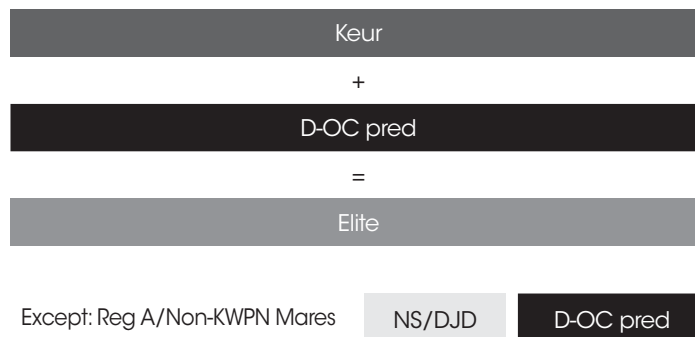 Keur
+
D-OC pred
=
Elite
Except: Reg A/Non-KWPN Mares NS/DJD D-OC pred